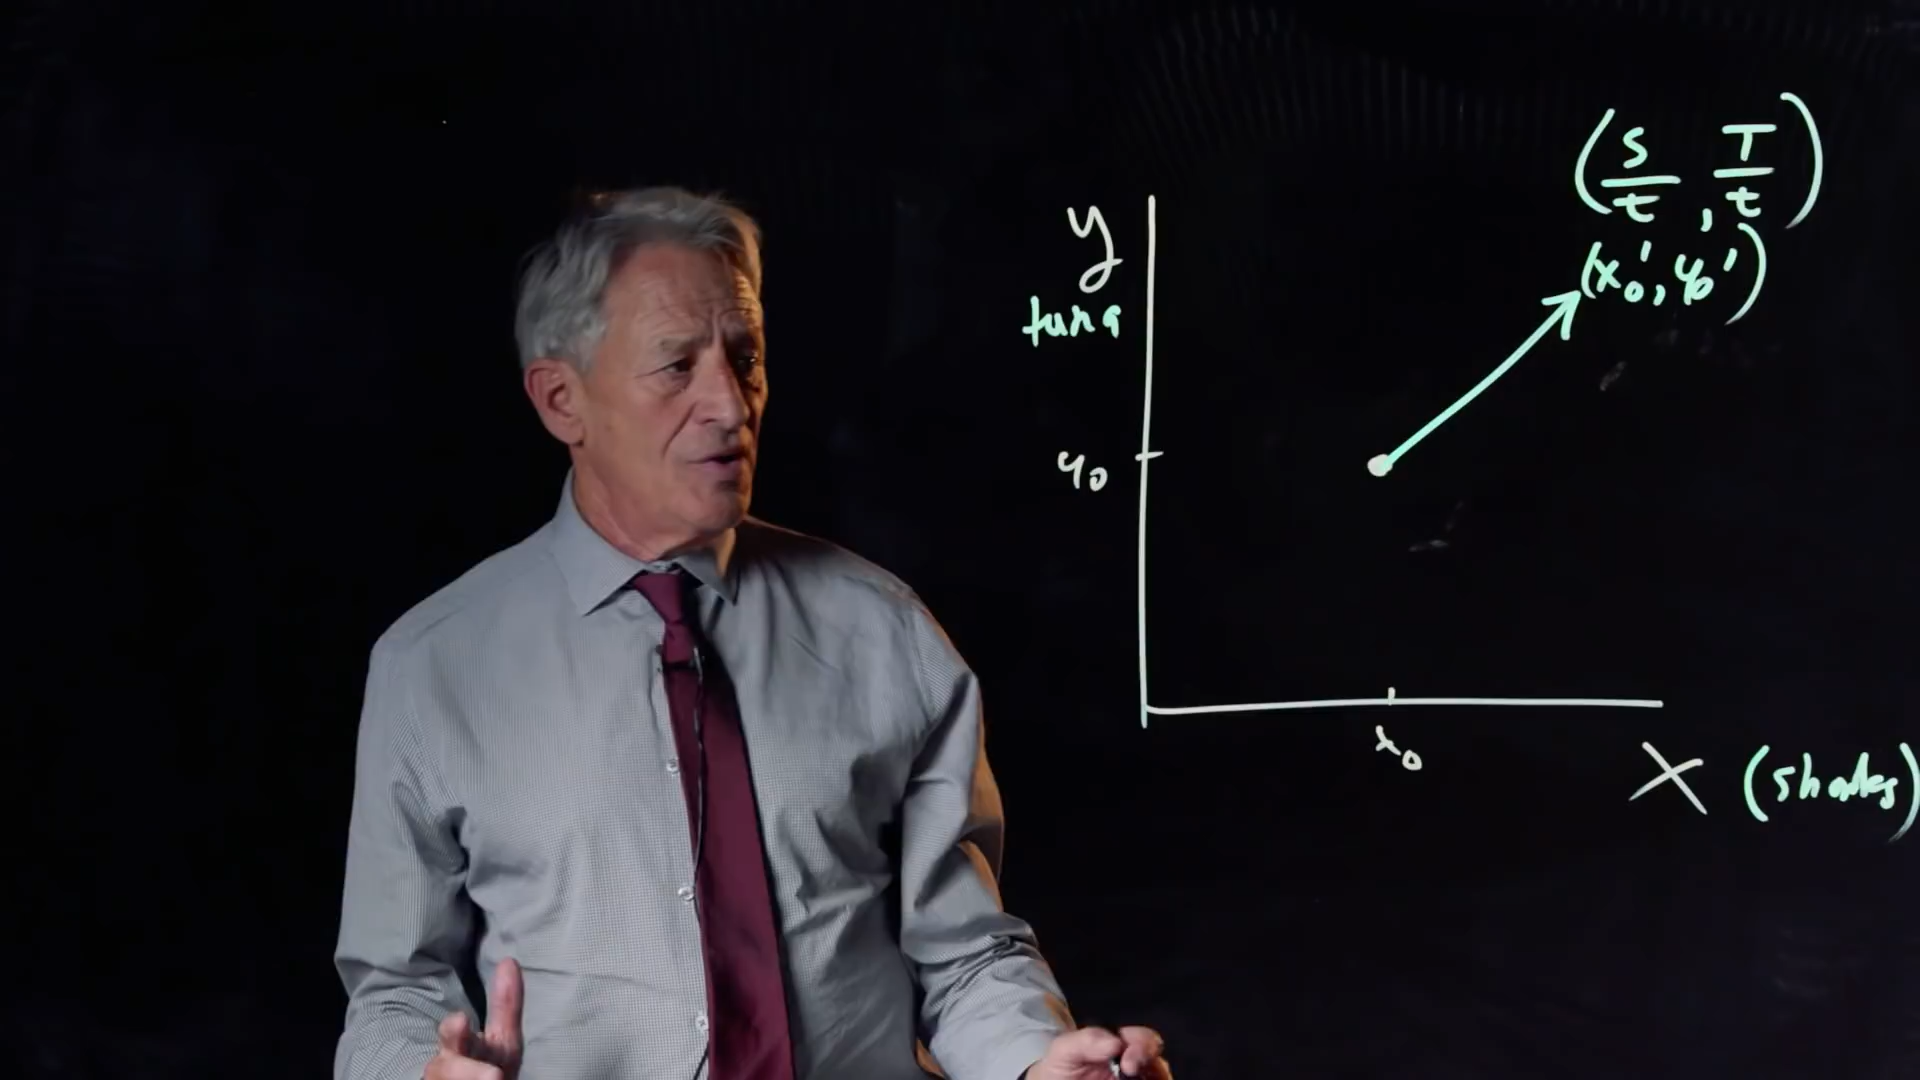 (S/t, T/t)
y
(x₀', y₀')
tuna
y₀
x₀
X (sharks)